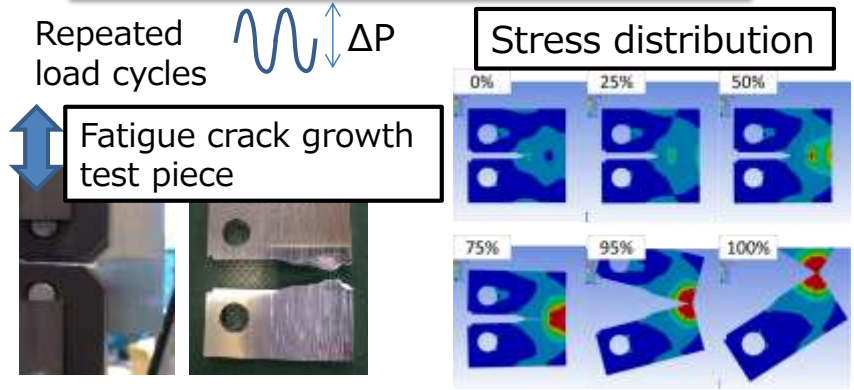 Repeated
load cycles
ΔP
Fatigue crack growth
test piece
Stress distribution
0%
25%
50%
75%
95%
100%